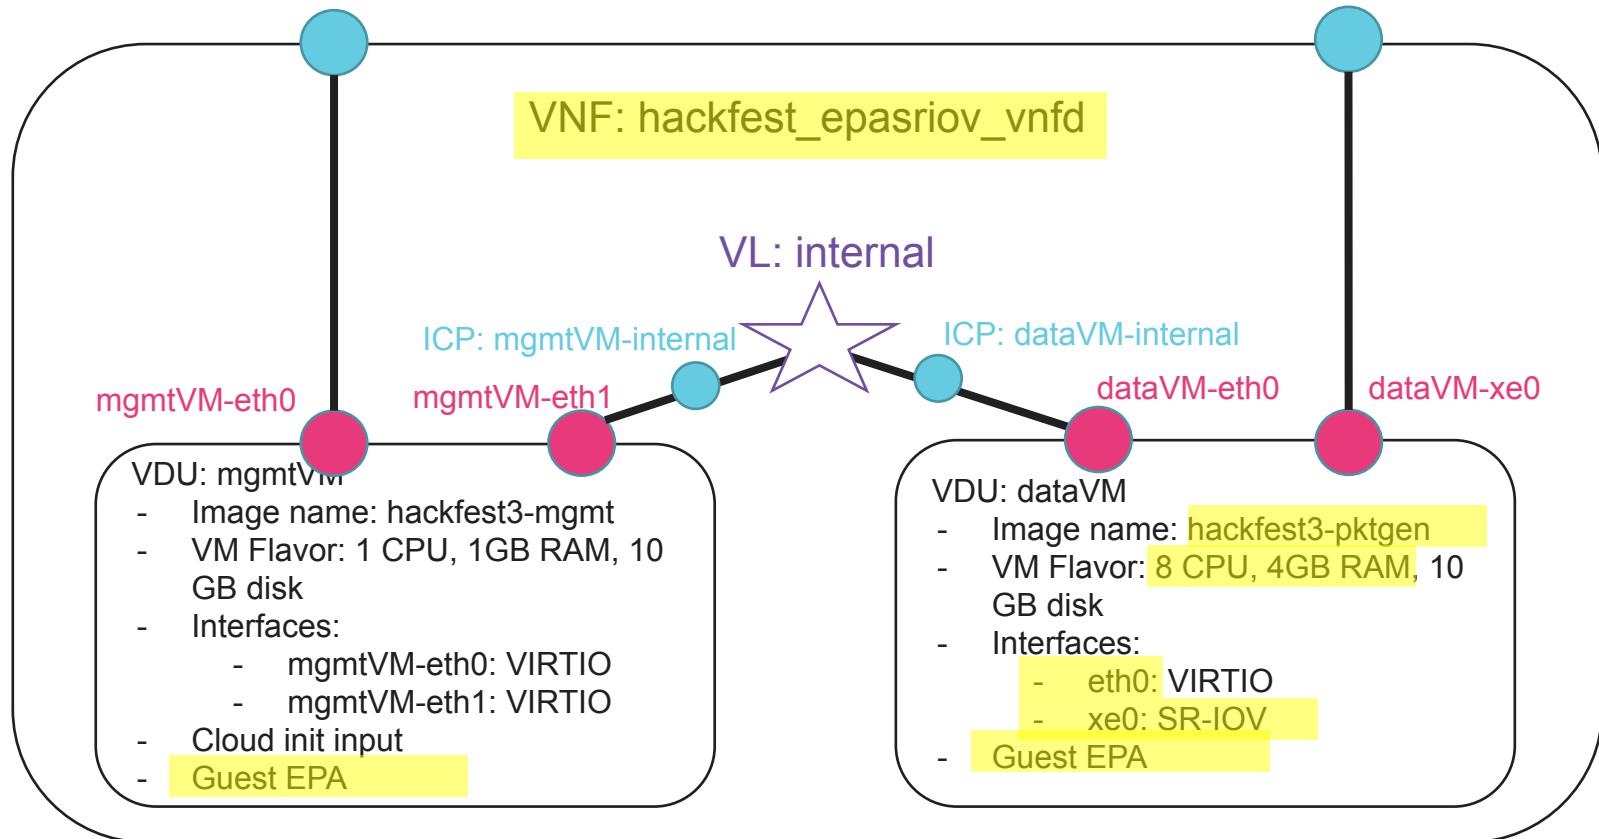 VNF: hackfest_epasriov_vnfd
VL: internal
ICP: mgmtVM-internal
ICP: dataVM-internal
mgmtVM-eth0
mgmtVM-eth1
dataVM-eth0
dataVM-xe0
VDU: mgmtVM
- Image name: hackfest3-mgmt
- VM Flavor: 1 CPU, 1GB RAM, 10
GB disk
- Interfaces:
- mgmtVM-eth0: VIRTIO
- mgmtVM-eth1: VIRTIO
- Cloud init input
- Guest EPA
VDU: dataVM
- Image name: hackfest3-pktgen
- VM Flavor: 8 CPU, 4GB RAM, 10
GB disk
- Interfaces:
- eth0: VIRTIO
- xe0: SR-IOV
- Guest EPA